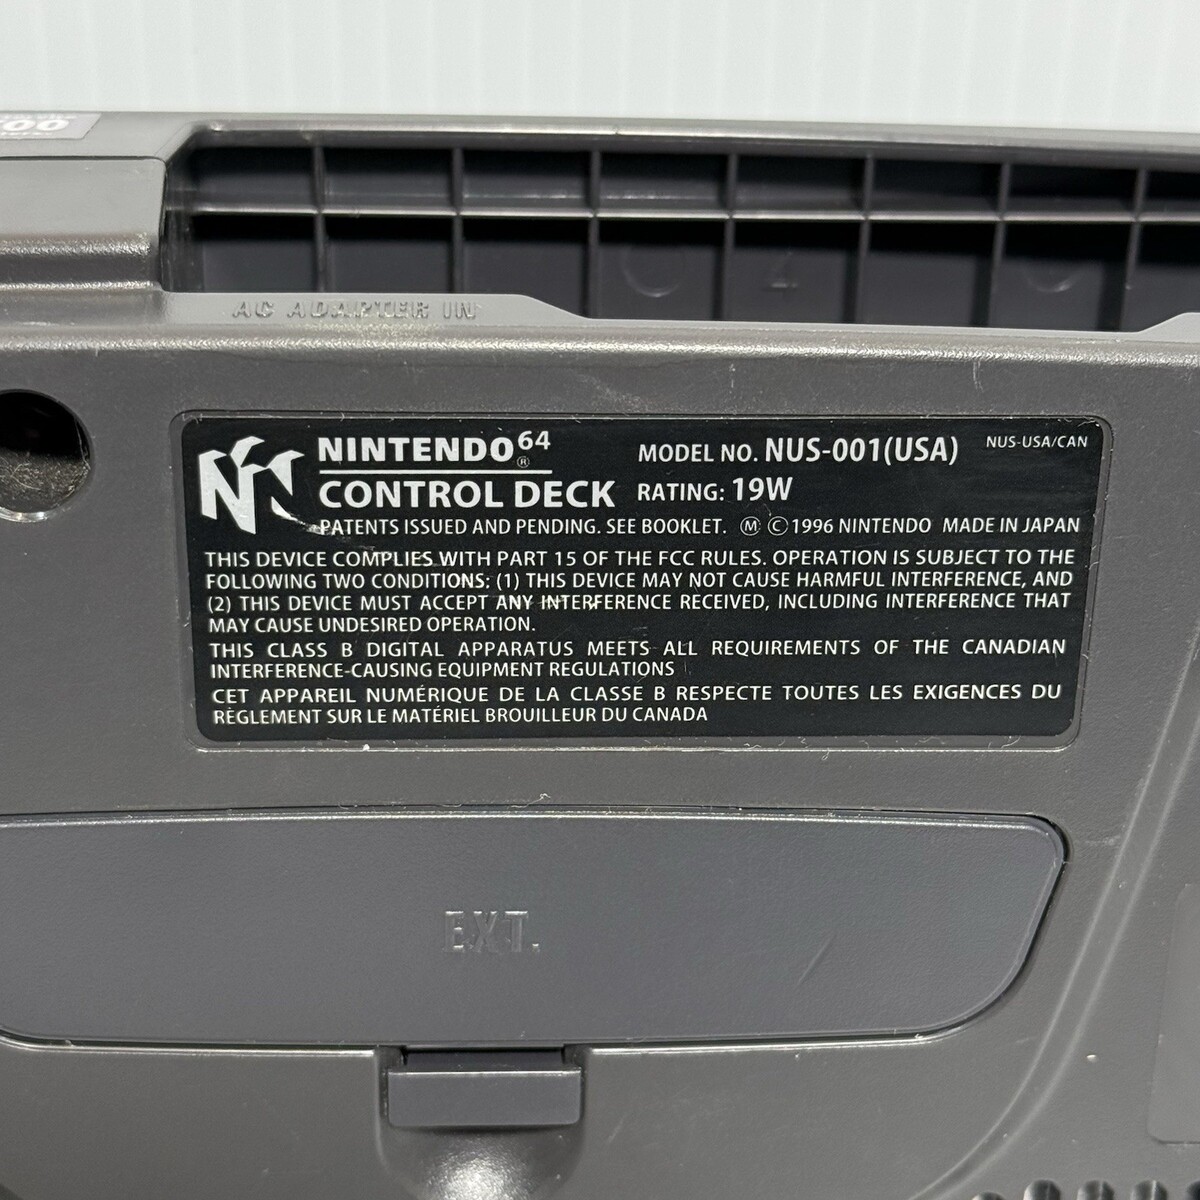 00
AC ADAPTER IN
NINTENDO 64 ®
CONTROL DECK
MODEL NO. NUS-001(USA) NUS-USA/CAN
RATING: 19W
PATENTS ISSUED AND PENDING. SEE BOOKLET. Ⓜ © 1996 NINTENDO MADE IN JAPAN
THIS DEVICE COMPLIES WITH PART 15 OF THE FCC RULES. OPERATION IS SUBJECT TO THE
FOLLOWING TWO CONDITIONS: (1) THIS DEVICE MAY NOT CAUSE HARMFUL INTERFERENCE, AND
(2) THIS DEVICE MUST ACCEPT ANY INTERFERENCE RECEIVED, INCLUDING INTERFERENCE THAT
MAY CAUSE UNDESIRED OPERATION.
THIS CLASS B DIGITAL APPARATUS MEETS ALL REQUIREMENTS OF THE CANADIAN
INTERFERENCE-CAUSING EQUIPMENT REGULATIONS
CET APPAREIL NUMÉRIQUE DE LA CLASSE B RESPECTE TOUTES LES EXIGENCES DU
RÈGLEMENT SUR LE MATÉRIEL BROUILLEUR DU CANADA
EXT.